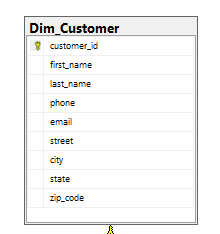 Dim_Customer
customer_id
first_name
last_name
phone
email
street
city
state
zip_code